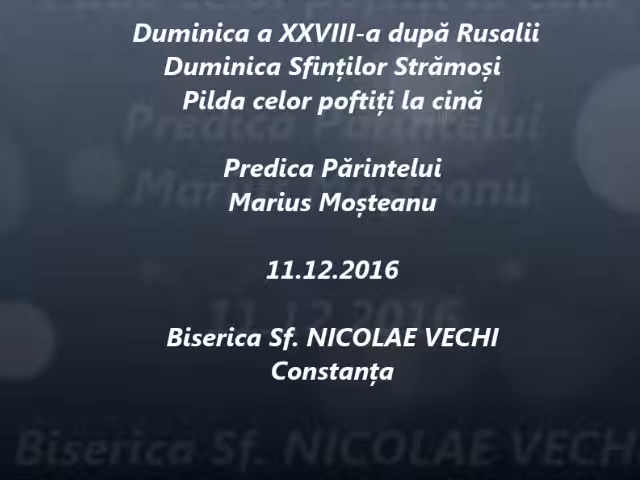 Duminica a XXVIII-a după Rusalii
Duminica Sfinților Strămoși
Pilda celor poftiți la cină
Predica Părintelui
Marius Moșteanu
11.12.2016
Biserica Sf. NICOLAE VECHI
Constanța